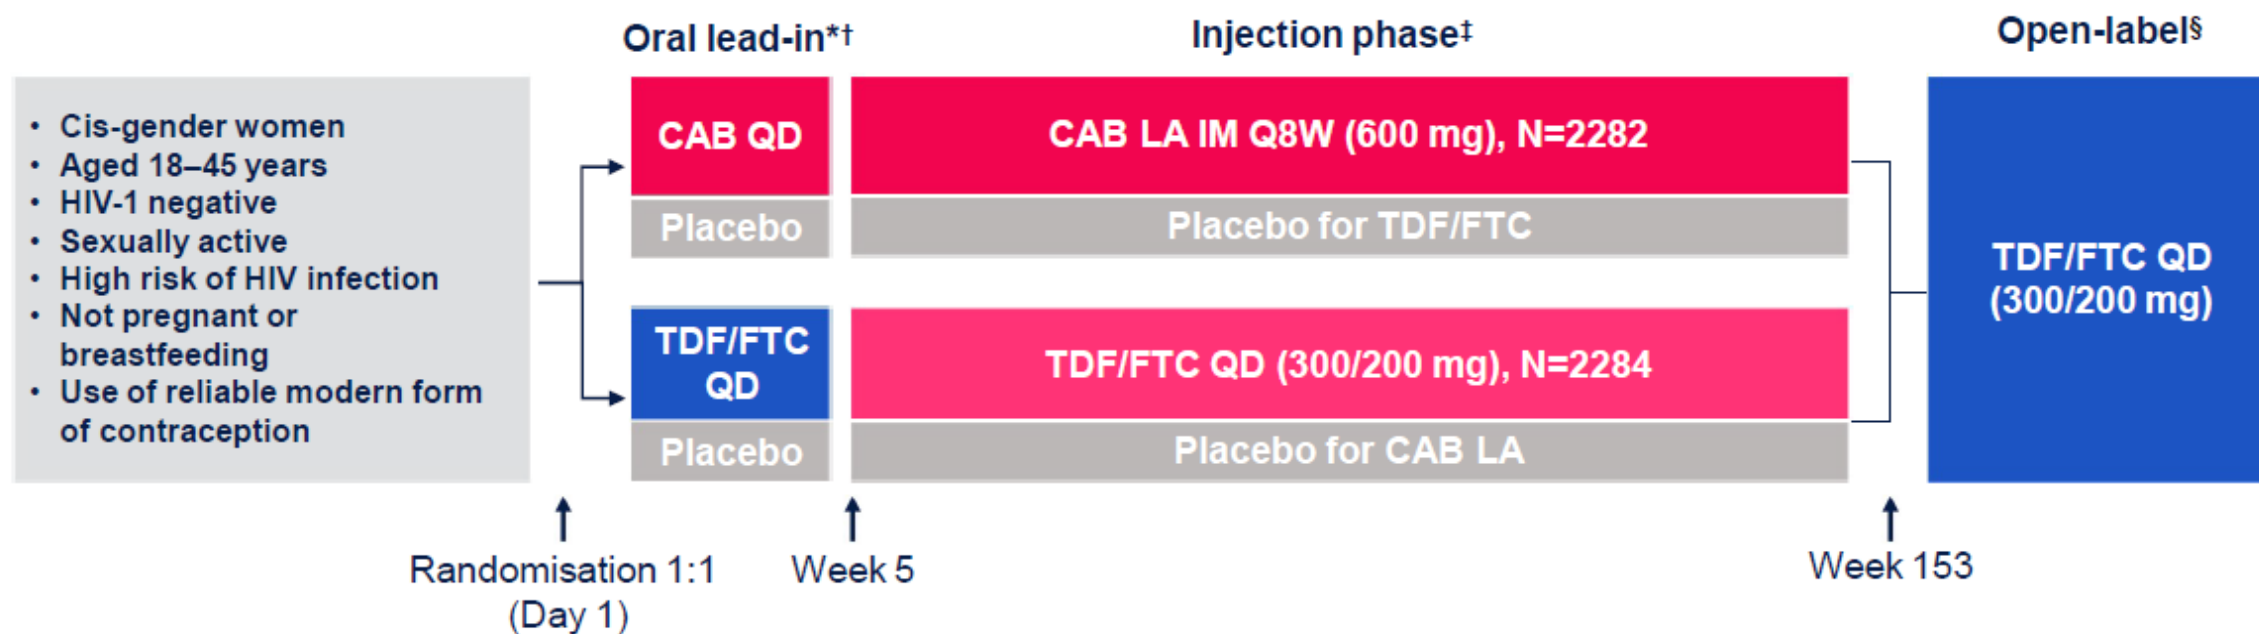 Oral lead-in*†
Injection phase‡
Open-label§
• Cis-gender women
• Aged 18–45 years
• HIV-1 negative
• Sexually active
• High risk of HIV infection
• Not pregnant or
breastfeeding
• Use of reliable modern form
of contraception
CAB QD
Placebo
CAB LA IM Q8W (600 mg), N=2282
Placebo for TDF/FTC
TDF/FTC
QD
Placebo
TDF/FTC QD (300/200 mg), N=2284
Placebo for CAB LA
TDF/FTC QD
(300/200 mg)
Randomisation 1:1
(Day 1)
Week 5
Week 153